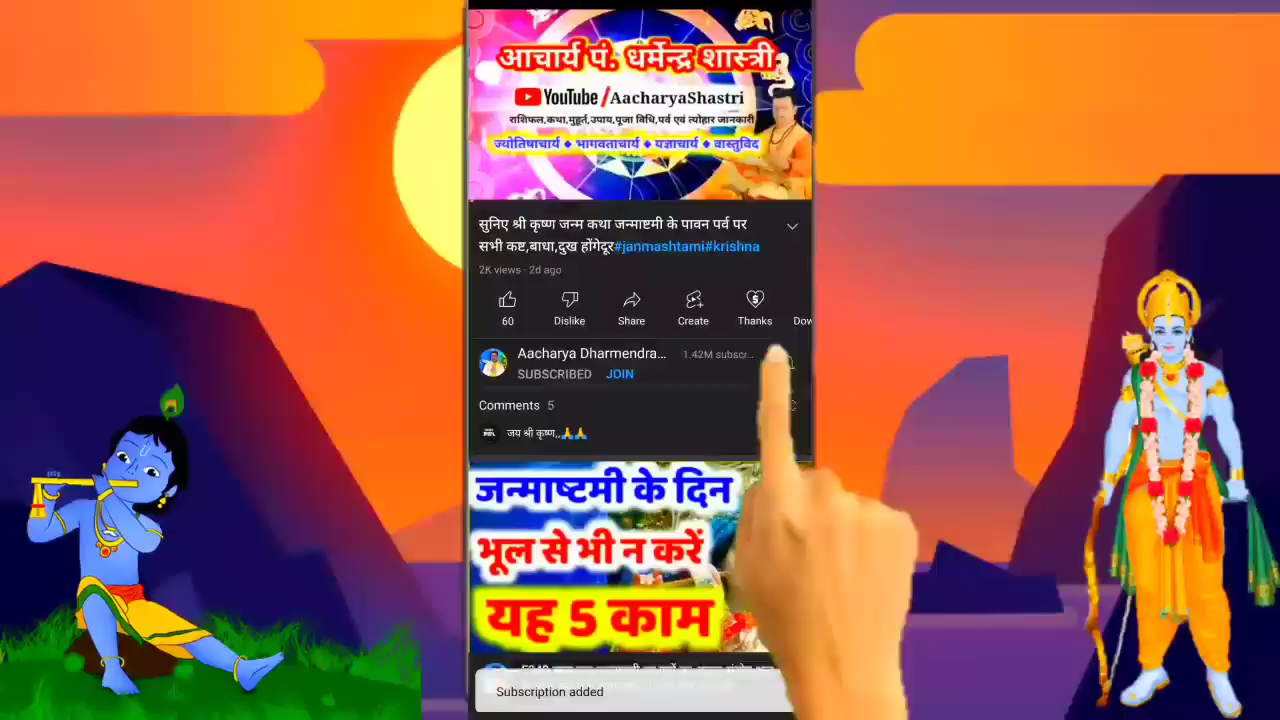 आचार्य पं. धर्मेन्द्र शास्त्री
YouTube /AacharyaShastri
राशिफल,कथा,मुहूर्त,उपाय,पूजा विधि,पर्व एवं त्योहार जानकारी
ज्योतिषाचार्य ◆ भागवताचार्य ◆ यज्ञाचार्य ◆ वास्तुविद
सुनिए श्री कृष्ण जन्म कथा जन्माष्टमी के पावन पर्व पर
सभी कष्ट,बाधा,दुख होंगेदूर#janmashtami#krishna
2K views · 2d ago
60 Dislike Share Create Thanks Dow
Aacharya Dharmendra... 1.42M subscr...
SUBSCRIBED JOIN
Comments 5
जय श्री कृष्ण,,🙏🙏
जन्माष्टमी के दिन
भूल से भी न करें
यह 5 काम
Subscription added